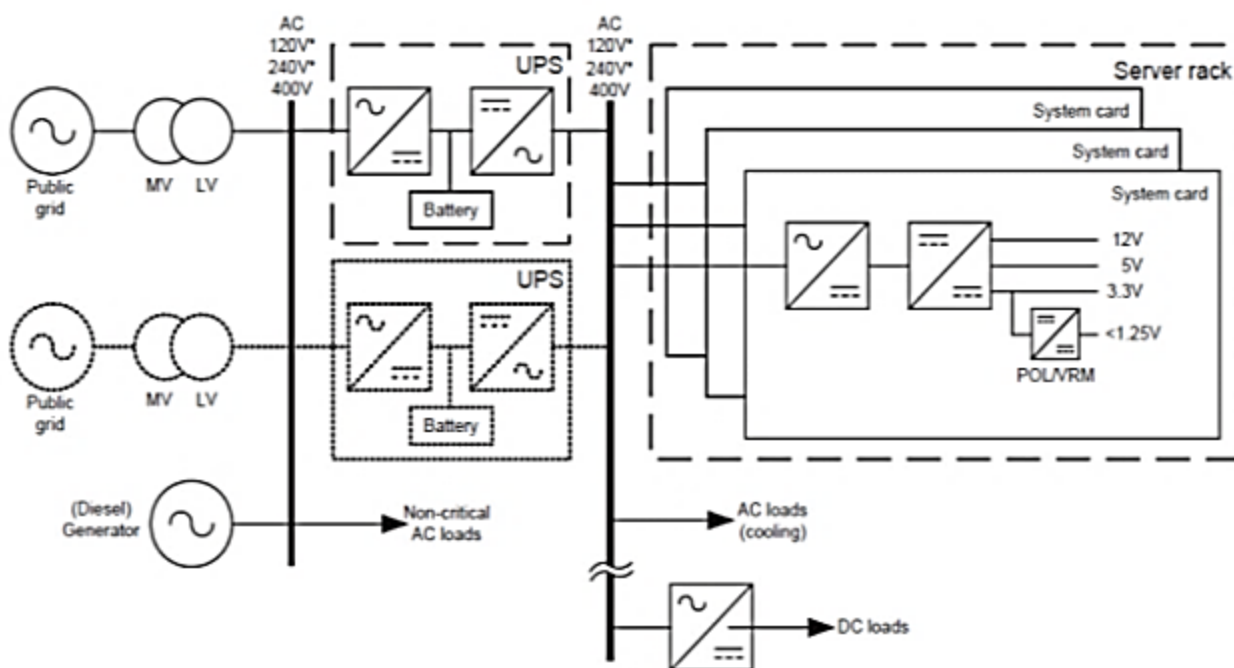 AC
120V*
240V*
400V
UPS
Battery
Public
grid
MV
LV
AC
120V*
240V*
400V
Server rack
System card
System card
System card
12V
5V
3.3V
<1.25V
POL/VRM
UPS
Battery
Public
grid
MV
LV
(Diesel)
Generator
Non-critical
AC loads
AC loads
(cooling)
DC loads